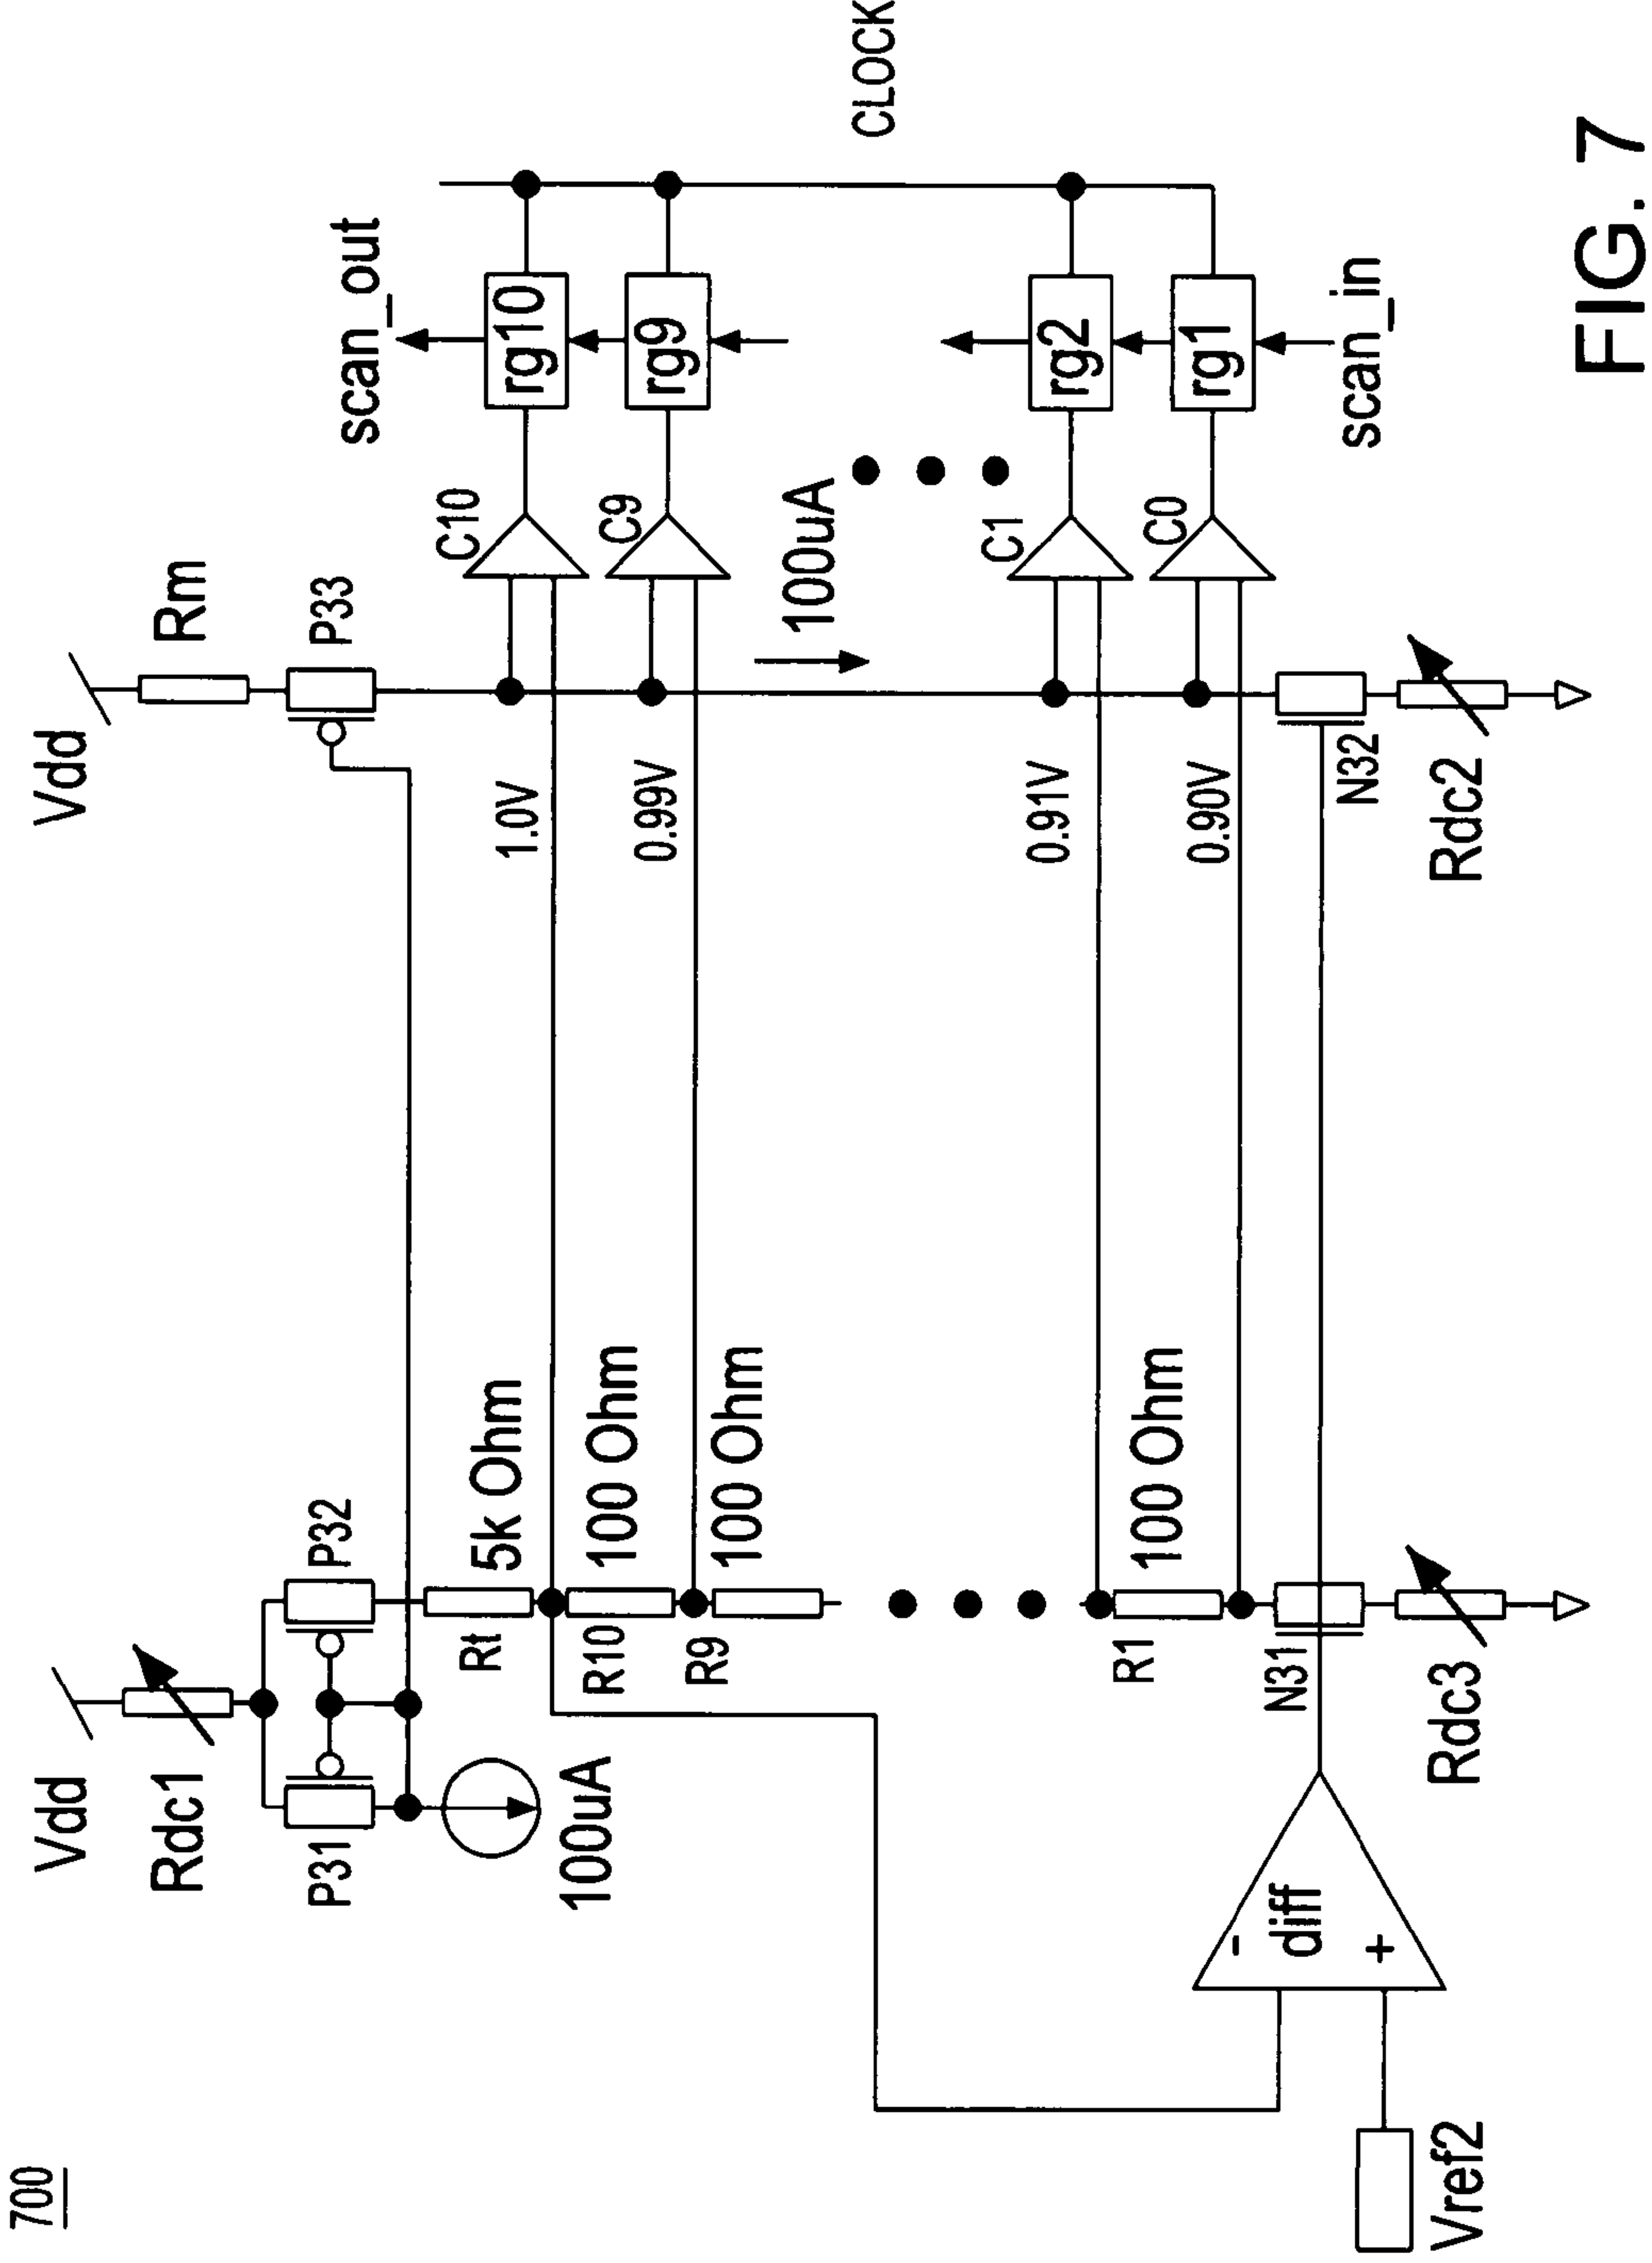 700
Vdd
Vdd
Rdc1
Rm
P31
P32
P33
100uA
Rt
5k Ohm
1.0V
C10
rg10
scan_out
R10
100 Ohm
0.99V
C9
rg9
R9
100 Ohm
100uA
CLOCK
0.91V
C1
rg2
R1
100 Ohm
0.90V
C0
rg1
-
diff
+
N31
N32
scan_in
Vref2
Rdc3
Rdc2
FIG. 7